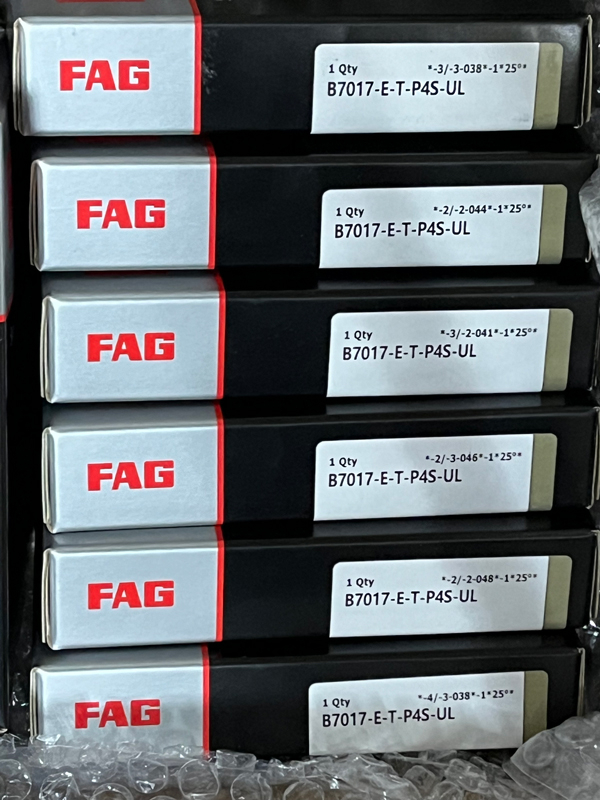 FAG
1 Qty *-3/-3-038*-1*25°*
B7017-E-T-P4S-UL
FAG
1 Qty *-2/-2-044*-1*25°*
B7017-E-T-P4S-UL
FAG
1 Qty *-3/-2-041*-1*25°*
B7017-E-T-P4S-UL
FAG
1 Qty *-2/-3-046*-1*25°*
B7017-E-T-P4S-UL
FAG
1 Qty *-2/-2-048*-1*25°*
B7017-E-T-P4S-UL
FAG
1 Qty *-4/-3-038*-1*25°*
B7017-E-T-P4S-UL